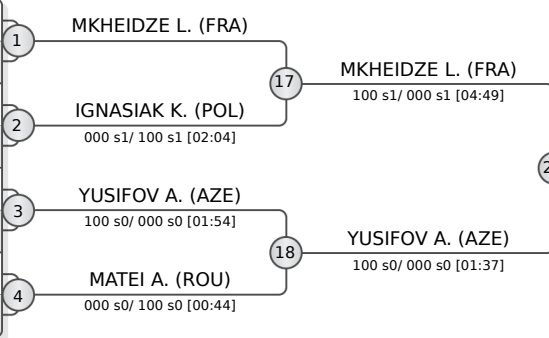 1
MKHEIDZE L. (FRA)
17
MKHEIDZE L. (FRA)
100 s1/ 000 s1 [04:49]
2
IGNASIAK K. (POL)
000 s1/ 100 s1 [02:04]
3
YUSIFOV A. (AZE)
100 s0/ 000 s0 [01:54]
18
YUSIFOV A. (AZE)
100 s0/ 000 s0 [01:37]
4
MATEI A. (ROU)
000 s0/ 100 s0 [00:44]